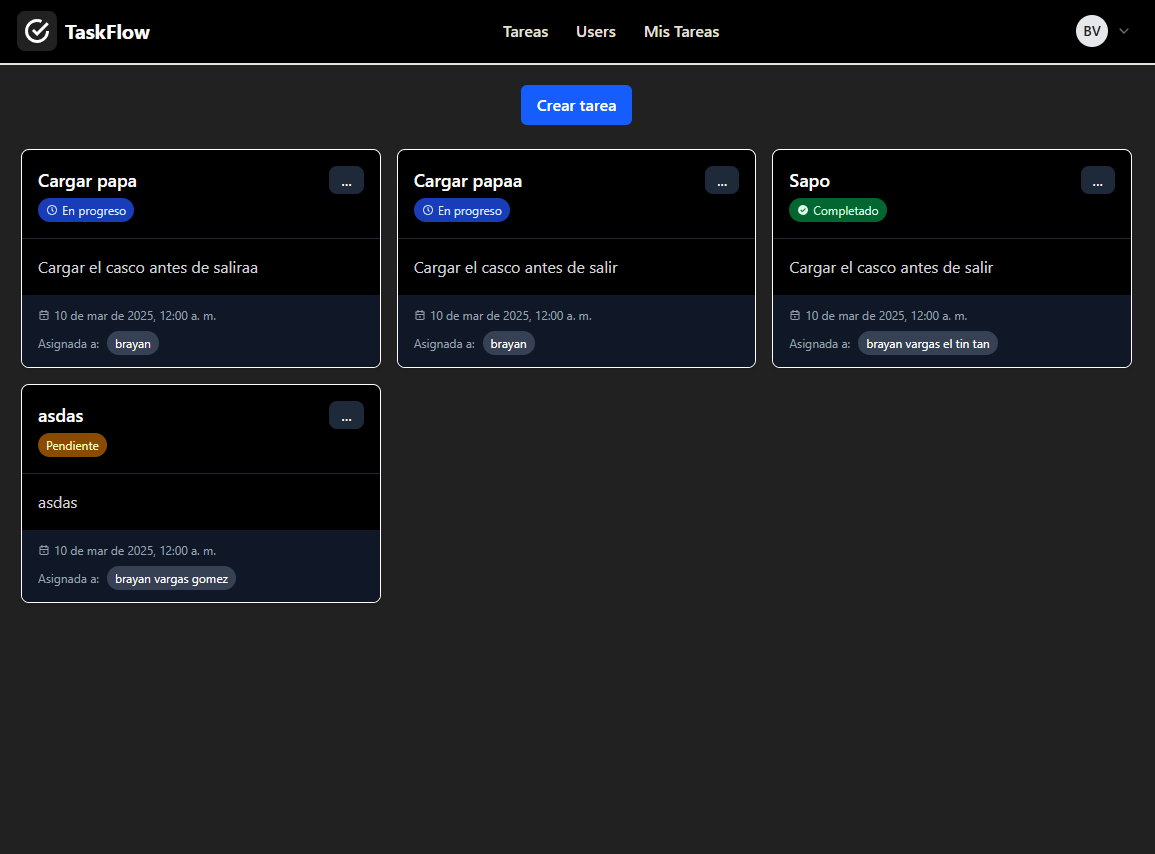 TaskFlow
Tareas
Users
Mis Tareas
BV
Crear tarea
Cargar papa
...
En progreso
Cargar el casco antes de saliraa
10 de mar de 2025, 12:00 a. m.
Asignada a: brayan
Cargar papaa
...
En progreso
Cargar el casco antes de salir
10 de mar de 2025, 12:00 a. m.
Asignada a: brayan
Sapo
...
Completado
Cargar el casco antes de salir
10 de mar de 2025, 12:00 a. m.
Asignada a: brayan vargas el tin tan
asdas
...
Pendiente
asdas
10 de mar de 2025, 12:00 a. m.
Asignada a: brayan vargas gomez